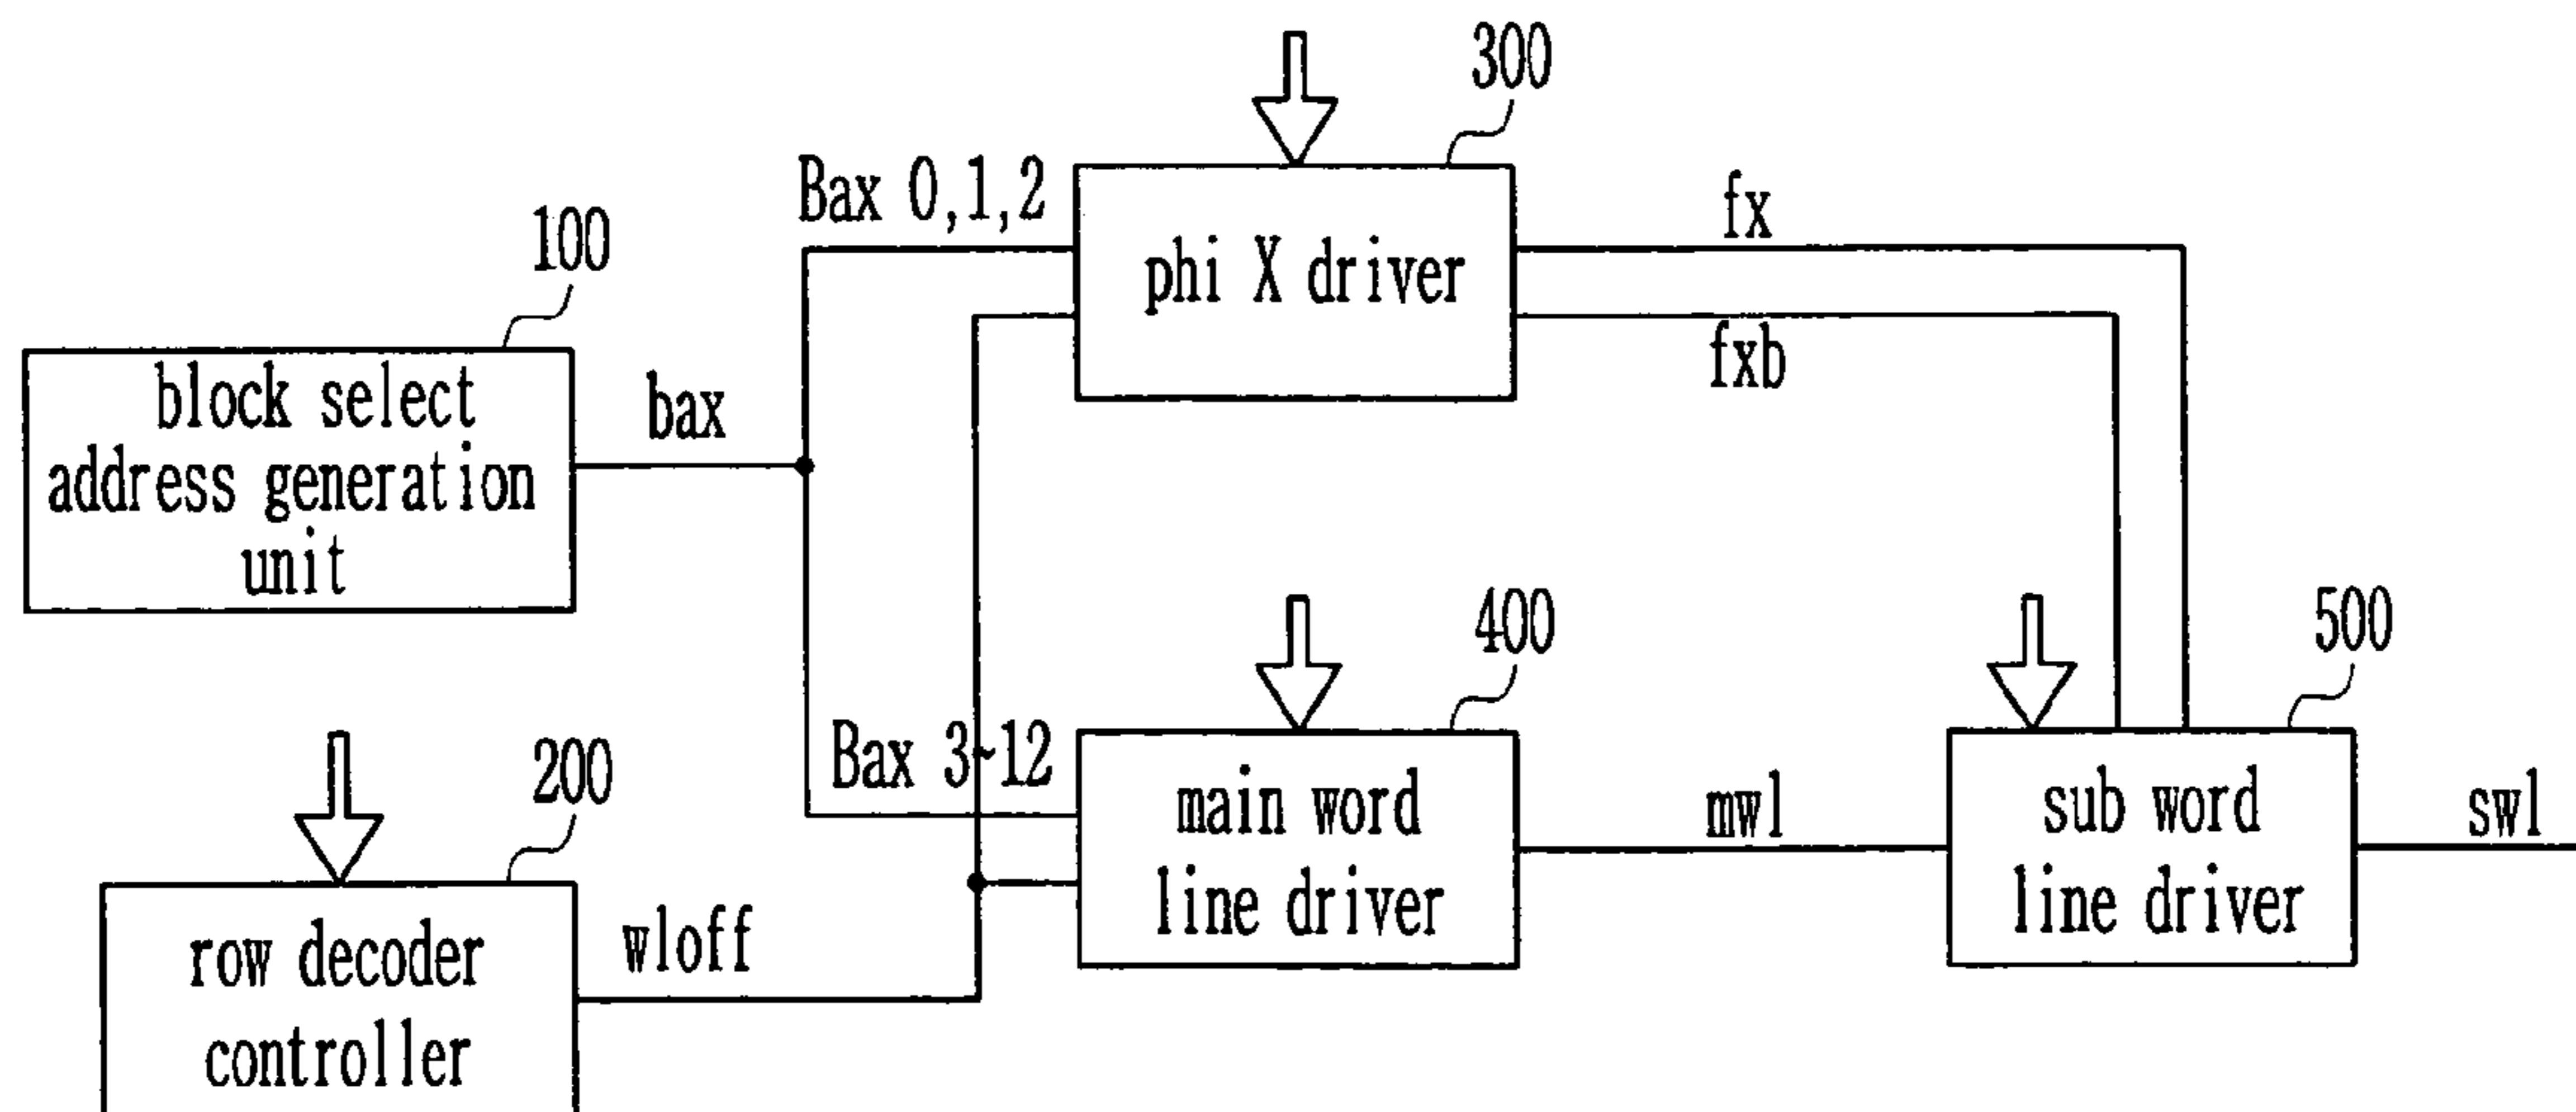 300
Bax 0,1,2
fx
100
phi X driver
block select
address generation
unit
bax
fxb
400
500
Bax 3~12
200
main word
line driver
mwl
sub word
line driver
swl
row decoder
controller
wloff